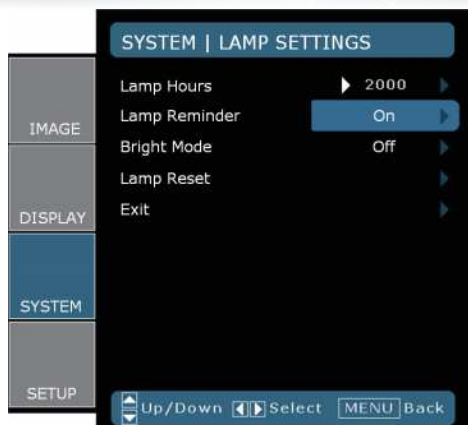 SYSTEM | LAMP SETTINGS
Lamp Hours 2000
Lamp Reminder On
Bright Mode Off
Lamp Reset
Exit
IMAGE
DISPLAY
SYSTEM
SETUP
Up/Down Select MENU Back